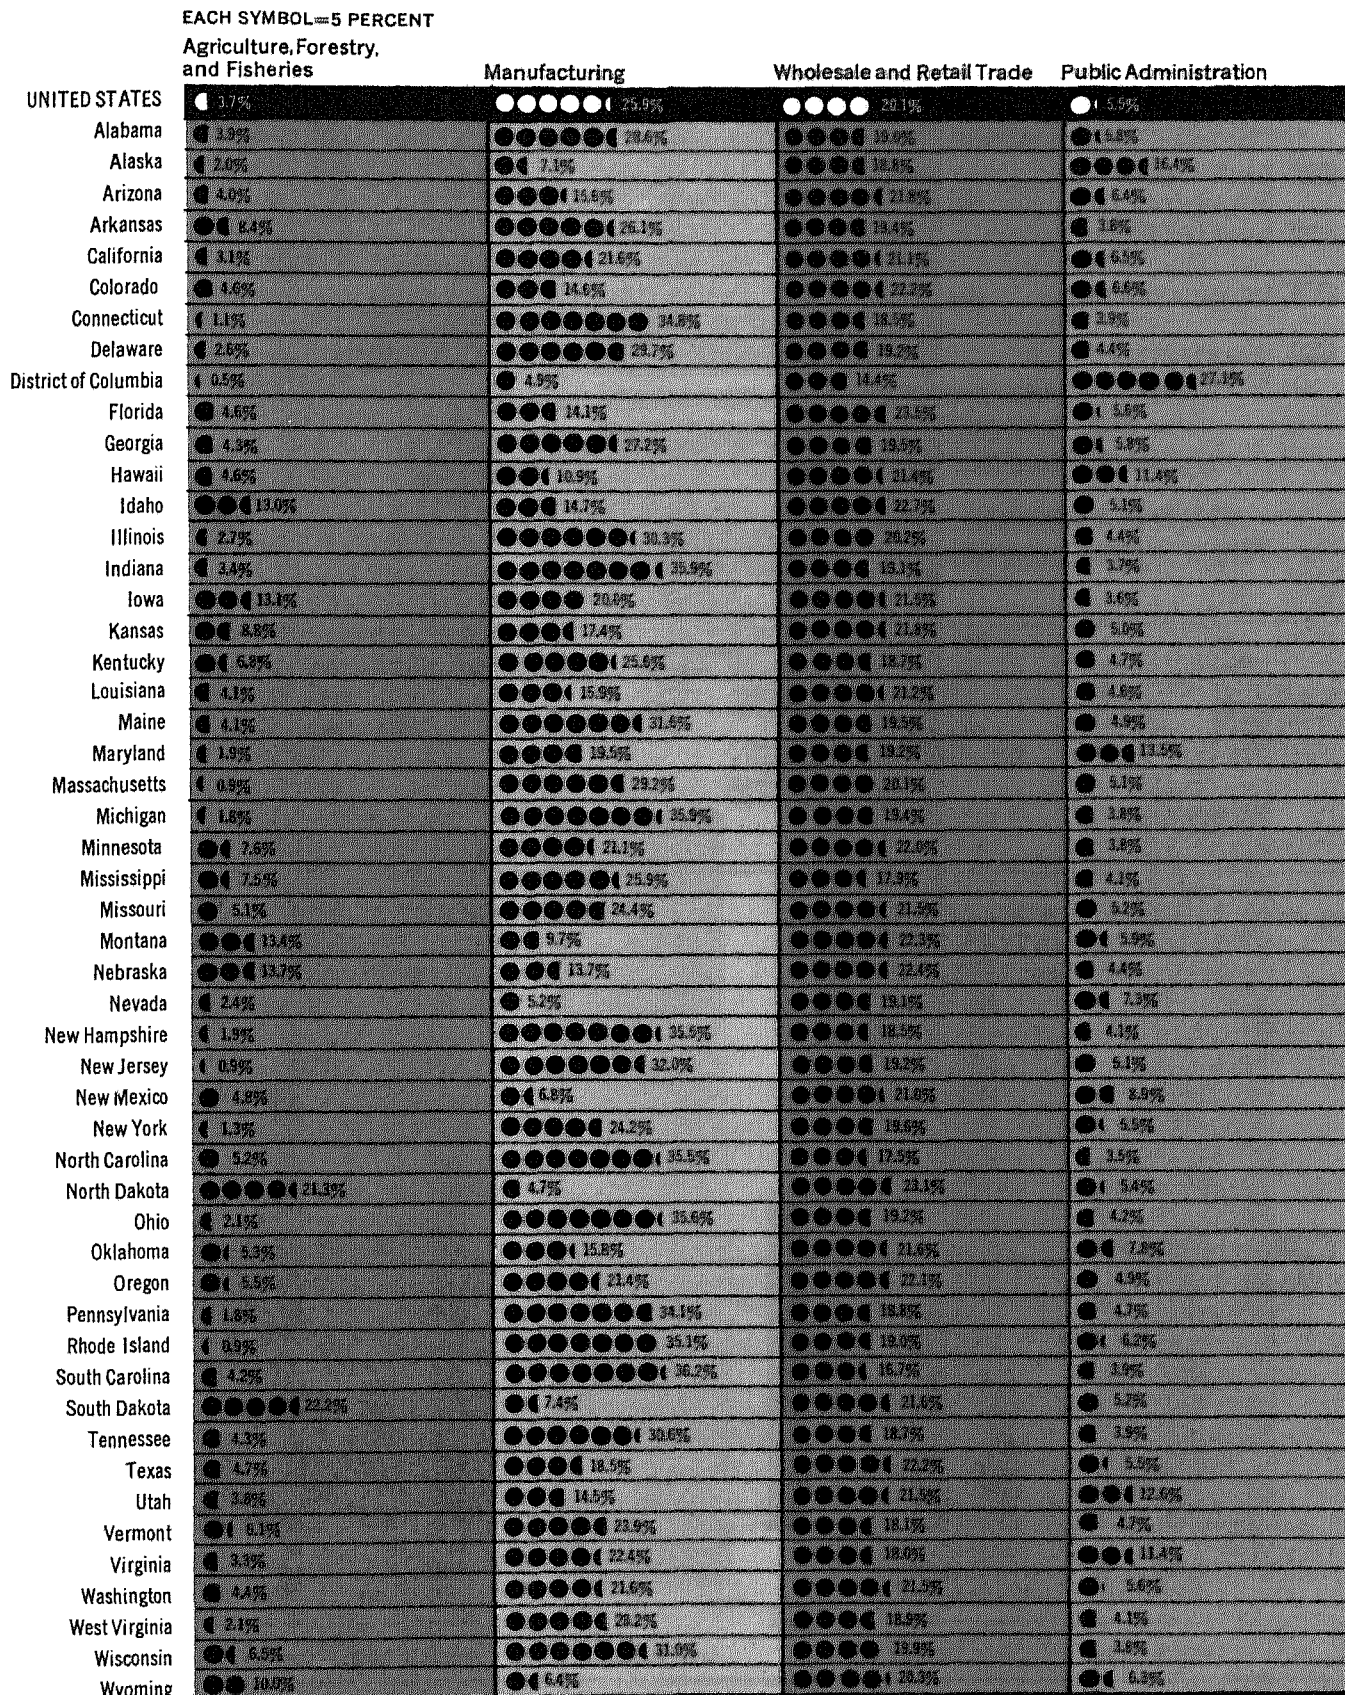 EACH SYMBOL=5 PERCENT
Agriculture, Forestry,
and Fisheries Manufacturing Wholesale and Retail Trade Public Administration
UNITED STATES 3.7% 25.9% 20.1% 5.5%
Alabama 3.9% 28.6% 19.0% 5.8%
Alaska 2.0% 7.1% 18.8% 16.4%
Arizona 4.0% 15.8% 21.8% 6.4%
Arkansas 8.4% 26.1% 19.4% 3.8%
California 3.1% 21.6% 21.1% 6.5%
Colorado 4.6% 14.6% 22.2% 6.6%
Connecticut 1.1% 34.8% 18.5% 3.9%
Delaware 2.6% 29.7% 19.2% 4.4%
District of Columbia 0.5% 4.9% 14.4% 27.1%
Florida 4.6% 14.1% 5.6%
Georgia 4.3% 27.2% 19.5% 5.8%
Hawaii 4.6% 10.9% 21.4% 11.4%
Idaho 13.0% 14.7% 22.7% 5.1%
Illinois 2.7% 30.3% 20.2% 4.4%
Indiana 3.4% 35.9% 19.1% 3.7%
Iowa 13.1% 20.0% 21.5% 3.6%
Kansas 8.8% 17.4% 21.8% 5.0%
Kentucky 6.8% 25.6% 18.7% 4.7%
Louisiana 4.1% 15.9% 21.2% 4.6%
Maine 4.1% 31.6% 19.5% 4.9%
Maryland 1.9% 19.5% 19.2% 13.5%
Massachusetts 0.9% 29.2% 20.1% 5.1%
Michigan 1.8% 35.9% 19.4% 3.8%
Minnesota 7.6% 21.1% 22.0% 3.8%
Mississippi 7.5% 25.9% 17.9% 4.1%
Missouri 5.1% 24.4% 21.5% 5.2%
Montana 13.4% 9.7% 22.3% 5.9%
Nebraska 13.7% 13.7% 22.4% 4.4%
Nevada 2.4% 5.2% 19.1% 7.3%
New Hampshire 1.9% 35.5% 18.5% 4.1%
New Jersey 0.9% 32.0% 19.2% 5.1%
New Mexico 4.8% 6.8% 21.0% 8.9%
New York 1.3% 24.2% 19.6% 5.5%
North Carolina 5.2% 35.5% 17.5% 3.5%
North Dakota 21.3% 4.7% 23.1% 5.4%
Ohio 2.1% 35.6% 19.2% 4.2%
Oklahoma 5.3% 15.8% 21.6% 7.8%
Oregon 5.5% 21.4% 22.1% 4.9%
Pennsylvania 1.8% 34.1% 18.8% 4.7%
Rhode Island 0.9% 35.1% 19.0% 6.2%
South Carolina 4.2% 36.2% 16.7% 3.9%
South Dakota 22.2% 7.4% 21.6% 5.2%
Tennessee 4.3% 30.6% 18.7% 3.9%
Texas 4.7% 18.5% 22.2% 5.5%
Utah 3.8% 14.5% 21.5% 12.6%
Vermont 6.1% 23.9% 18.1% 4.7%
Virginia 3.3% 22.4% 18.0% 11.4%
Washington 4.4% 21.6% 21.5% 5.6%
West Virginia 2.1% 18.9% 4.1%
Wisconsin 6.5% 31.0% 19.9% 3.8%
Wyoming 10.0% 6.4% 20.3%